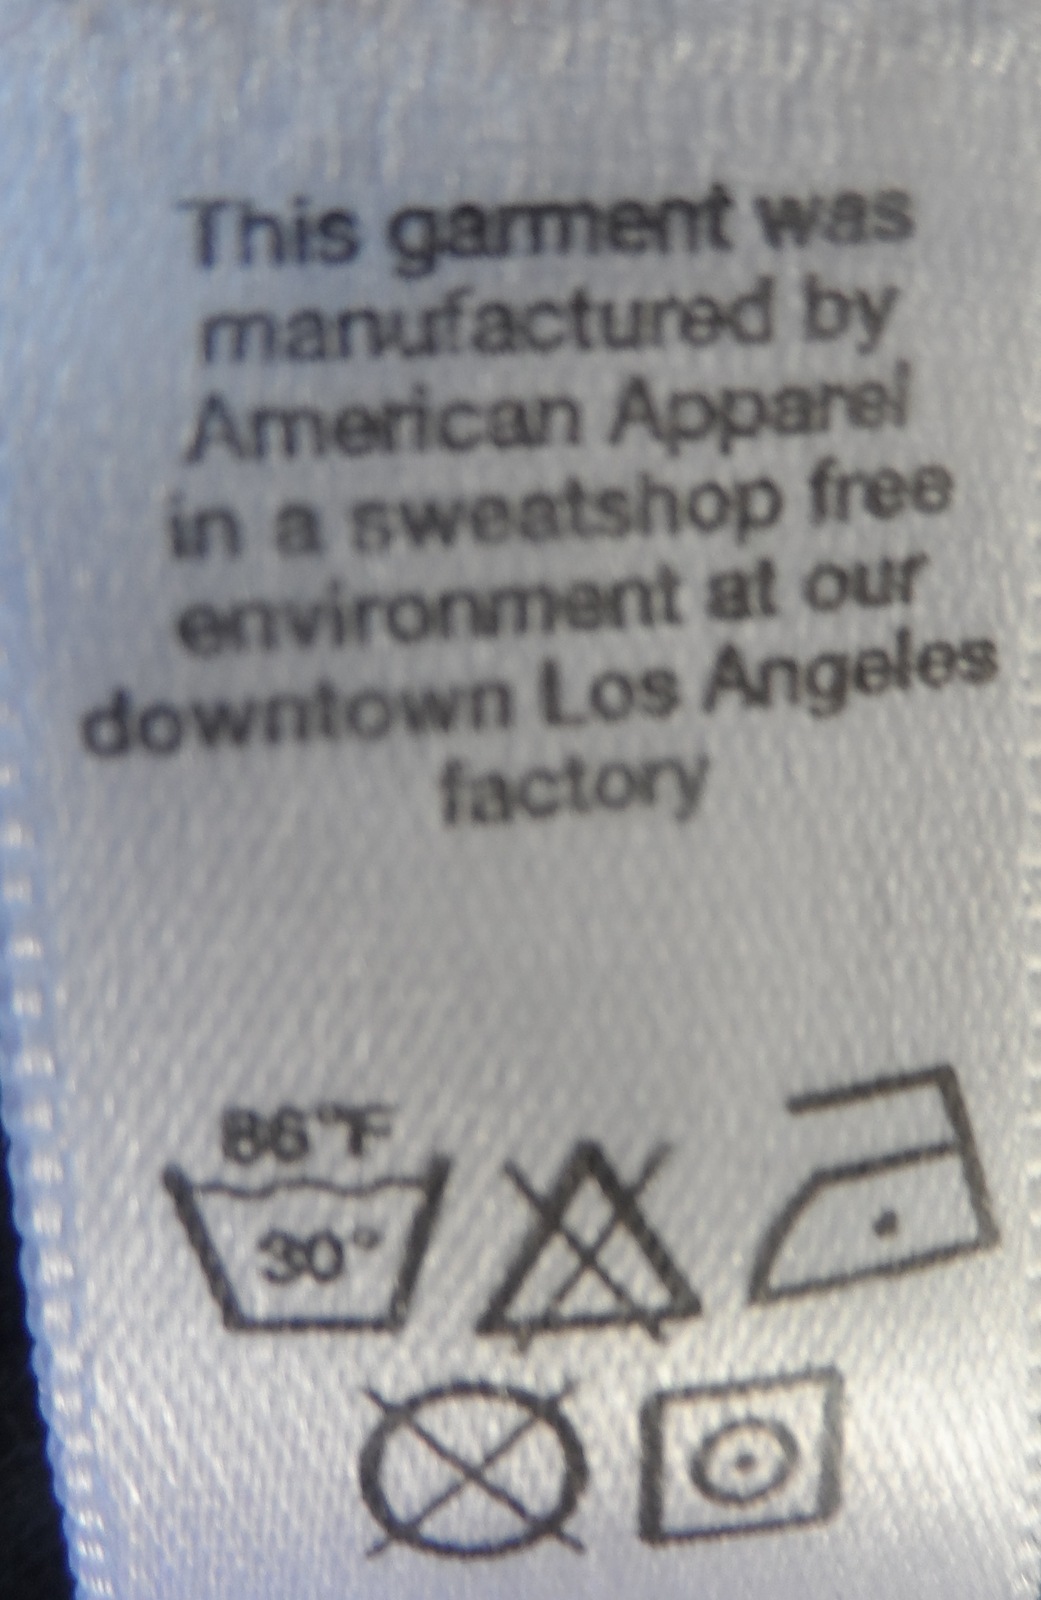 This garment was
manufactured by
American Apparel
in a sweatshop free
environment at our
downtown Los Angeles
factory
86°F
30°